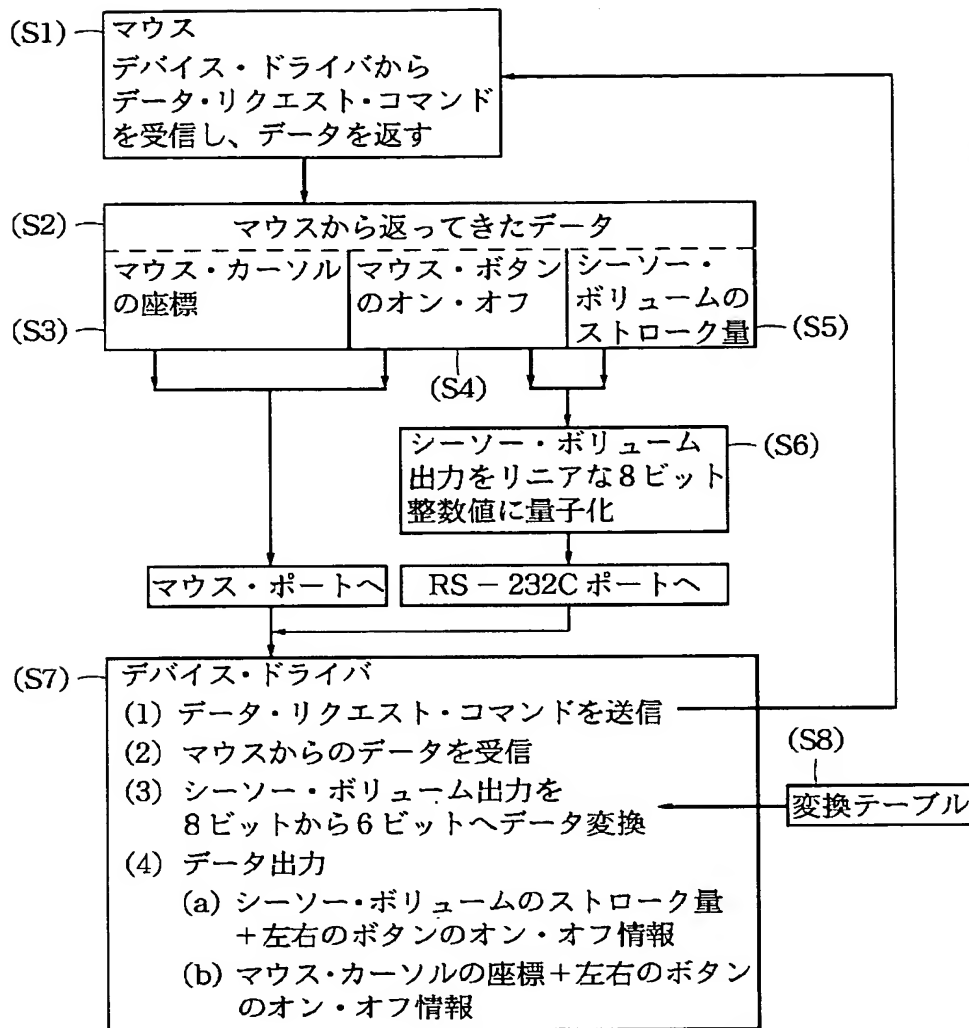 (S1)
マウス
デバイス・ドライバから
データ・リクエスト・コマンド
を受信し、データを返す
(S2)
マウスから返ってきたデータ
マウス・カーソル
の座標
(S3)
マウス・ボタン
のオン・オフ
(S4)
シーソー・
ボリュームの
ストローク量
(S5)
シーソー・ボリューム
出力をリニアな8ビット
整数値に量子化
(S6)
マウス・ポートへ
RS-232Cポートへ
(S7)
デバイス・ドライバ
(1) データ・リクエスト・コマンドを送信
(2) マウスからのデータを受信
(3) シーソー・ボリューム出力を
8ビットから6ビットへデータ変換
(S8)
変換テーブル
(4) データ出力
(a) シーソー・ボリュームのストローク量
+左右のボタンのオン・オフ情報
(b) マウス・カーソルの座標+左右のボタン
のオン・オフ情報